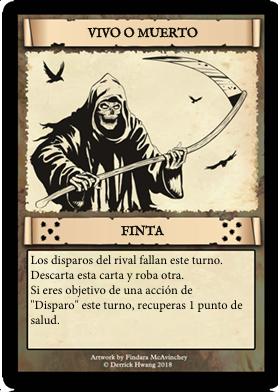 VIVO O MUERTO
FINTA
Los disparos del rival fallan este turno.
Descarta esta carta y roba otra.
Si eres objetivo de una acción de
"Disparo" este turno, recuperas 1 punto de
salud.
Artwork by Findara McAvinchey
© Derrick Hwang 2018